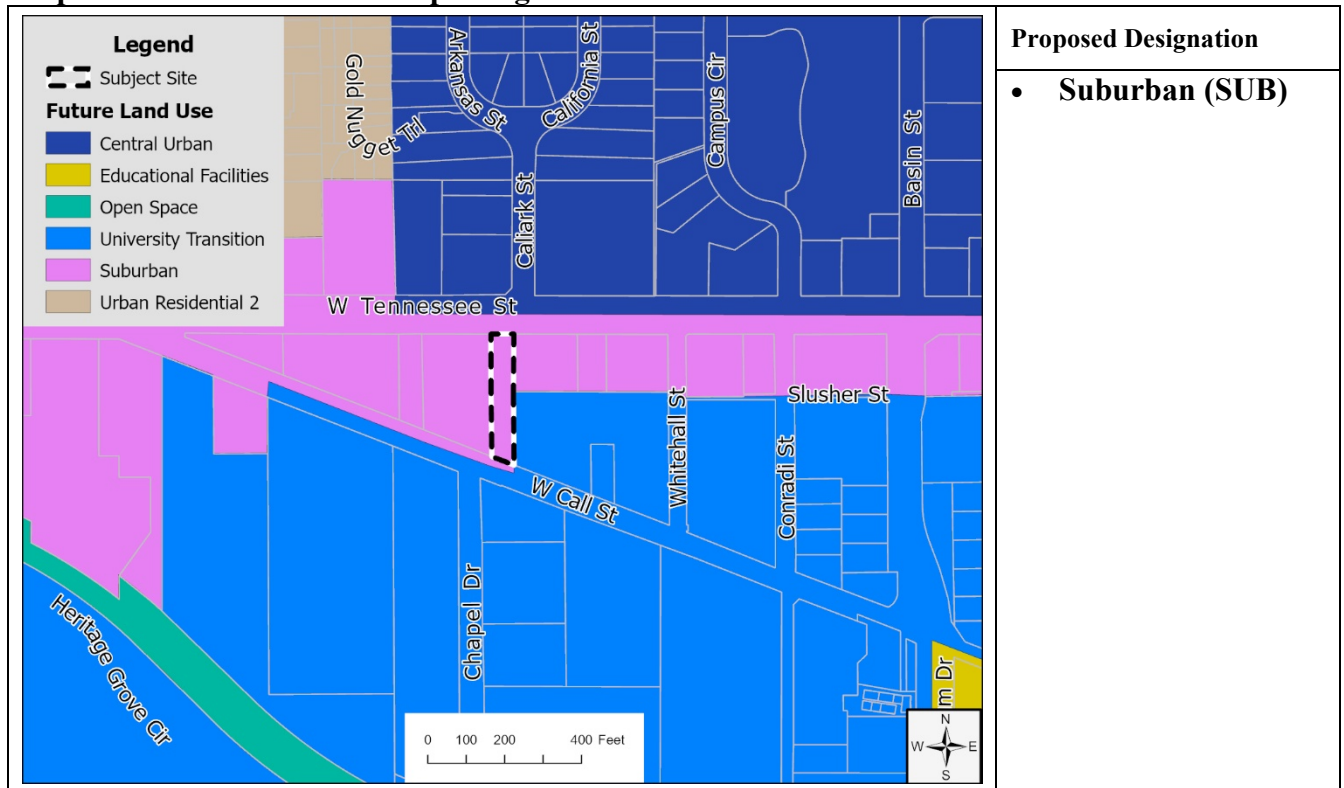 Legend
Subject Site
Future Land Use
Central Urban
Educational Facilities
Open Space
University Transition
Suburban
Urban Residential 2
Gold Nugget Trl
Arkansas St
California St
Campus Cir
Basin St
Caliark St
W Tennessee St
Slusher St
Whitehall St
Conradi St
W Call St
Chapel Dr
Heritage Grove Cir
m Dr
0 100 200 400 Feet
N
W E
S
Proposed Designation
• Suburban (SUB)